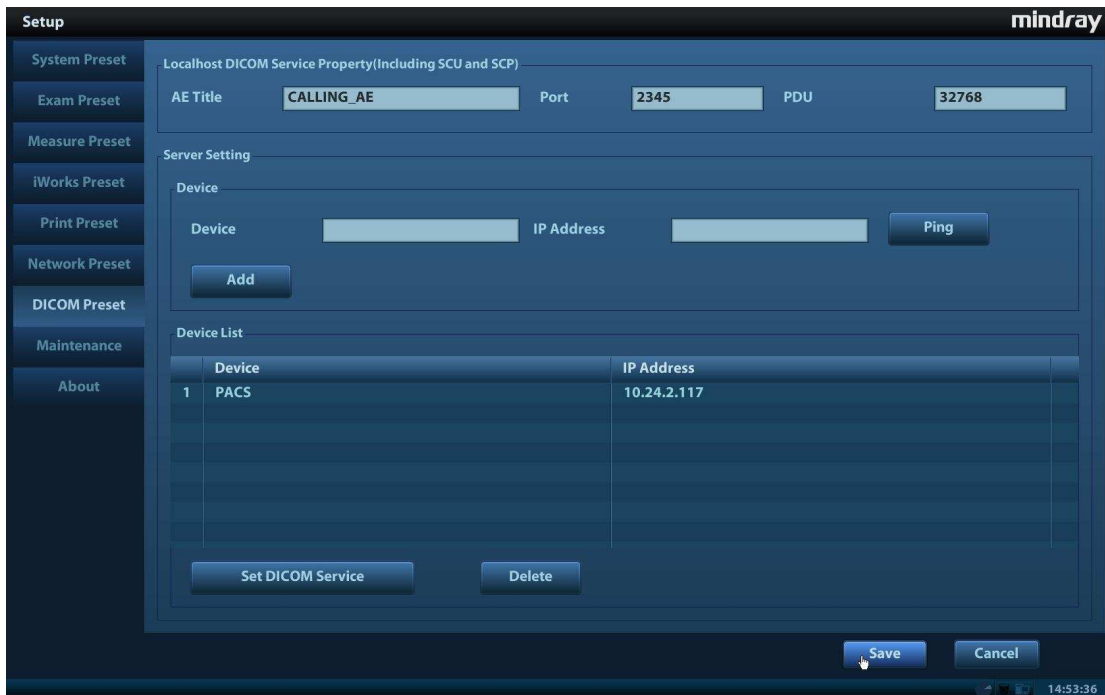 Setup
mindray
System Preset
Exam Preset
Measure Preset
iWorks Preset
Print Preset
Network Preset
DICOM Preset
Maintenance
About
Localhost DICOM Service Property(Including SCU and SCP)
AE Title CALLING_AE Port 2345 PDU 32768
Server Setting
Device
Device IP Address Ping
Add
Device List
Device IP Address
1 PACS 10.24.2.117
Set DICOM Service Delete
Save Cancel
14:53:36